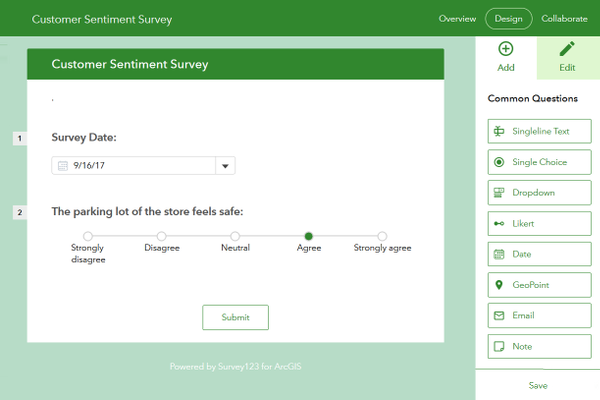 Customer Sentiment Survey
Overview Design Collaborate
Customer Sentiment Survey
.
1 Survey Date:
9/16/17
2 The parking lot of the store feels safe:
Strongly disagree
Disagree
Neutral
Agree
Strongly agree
Submit
Powered by Survey123 for ArcGIS
Add Edit
Common Questions
Singleline Text
Single Choice
Dropdown
Likert
Date
GeoPoint
Email
Note
Save